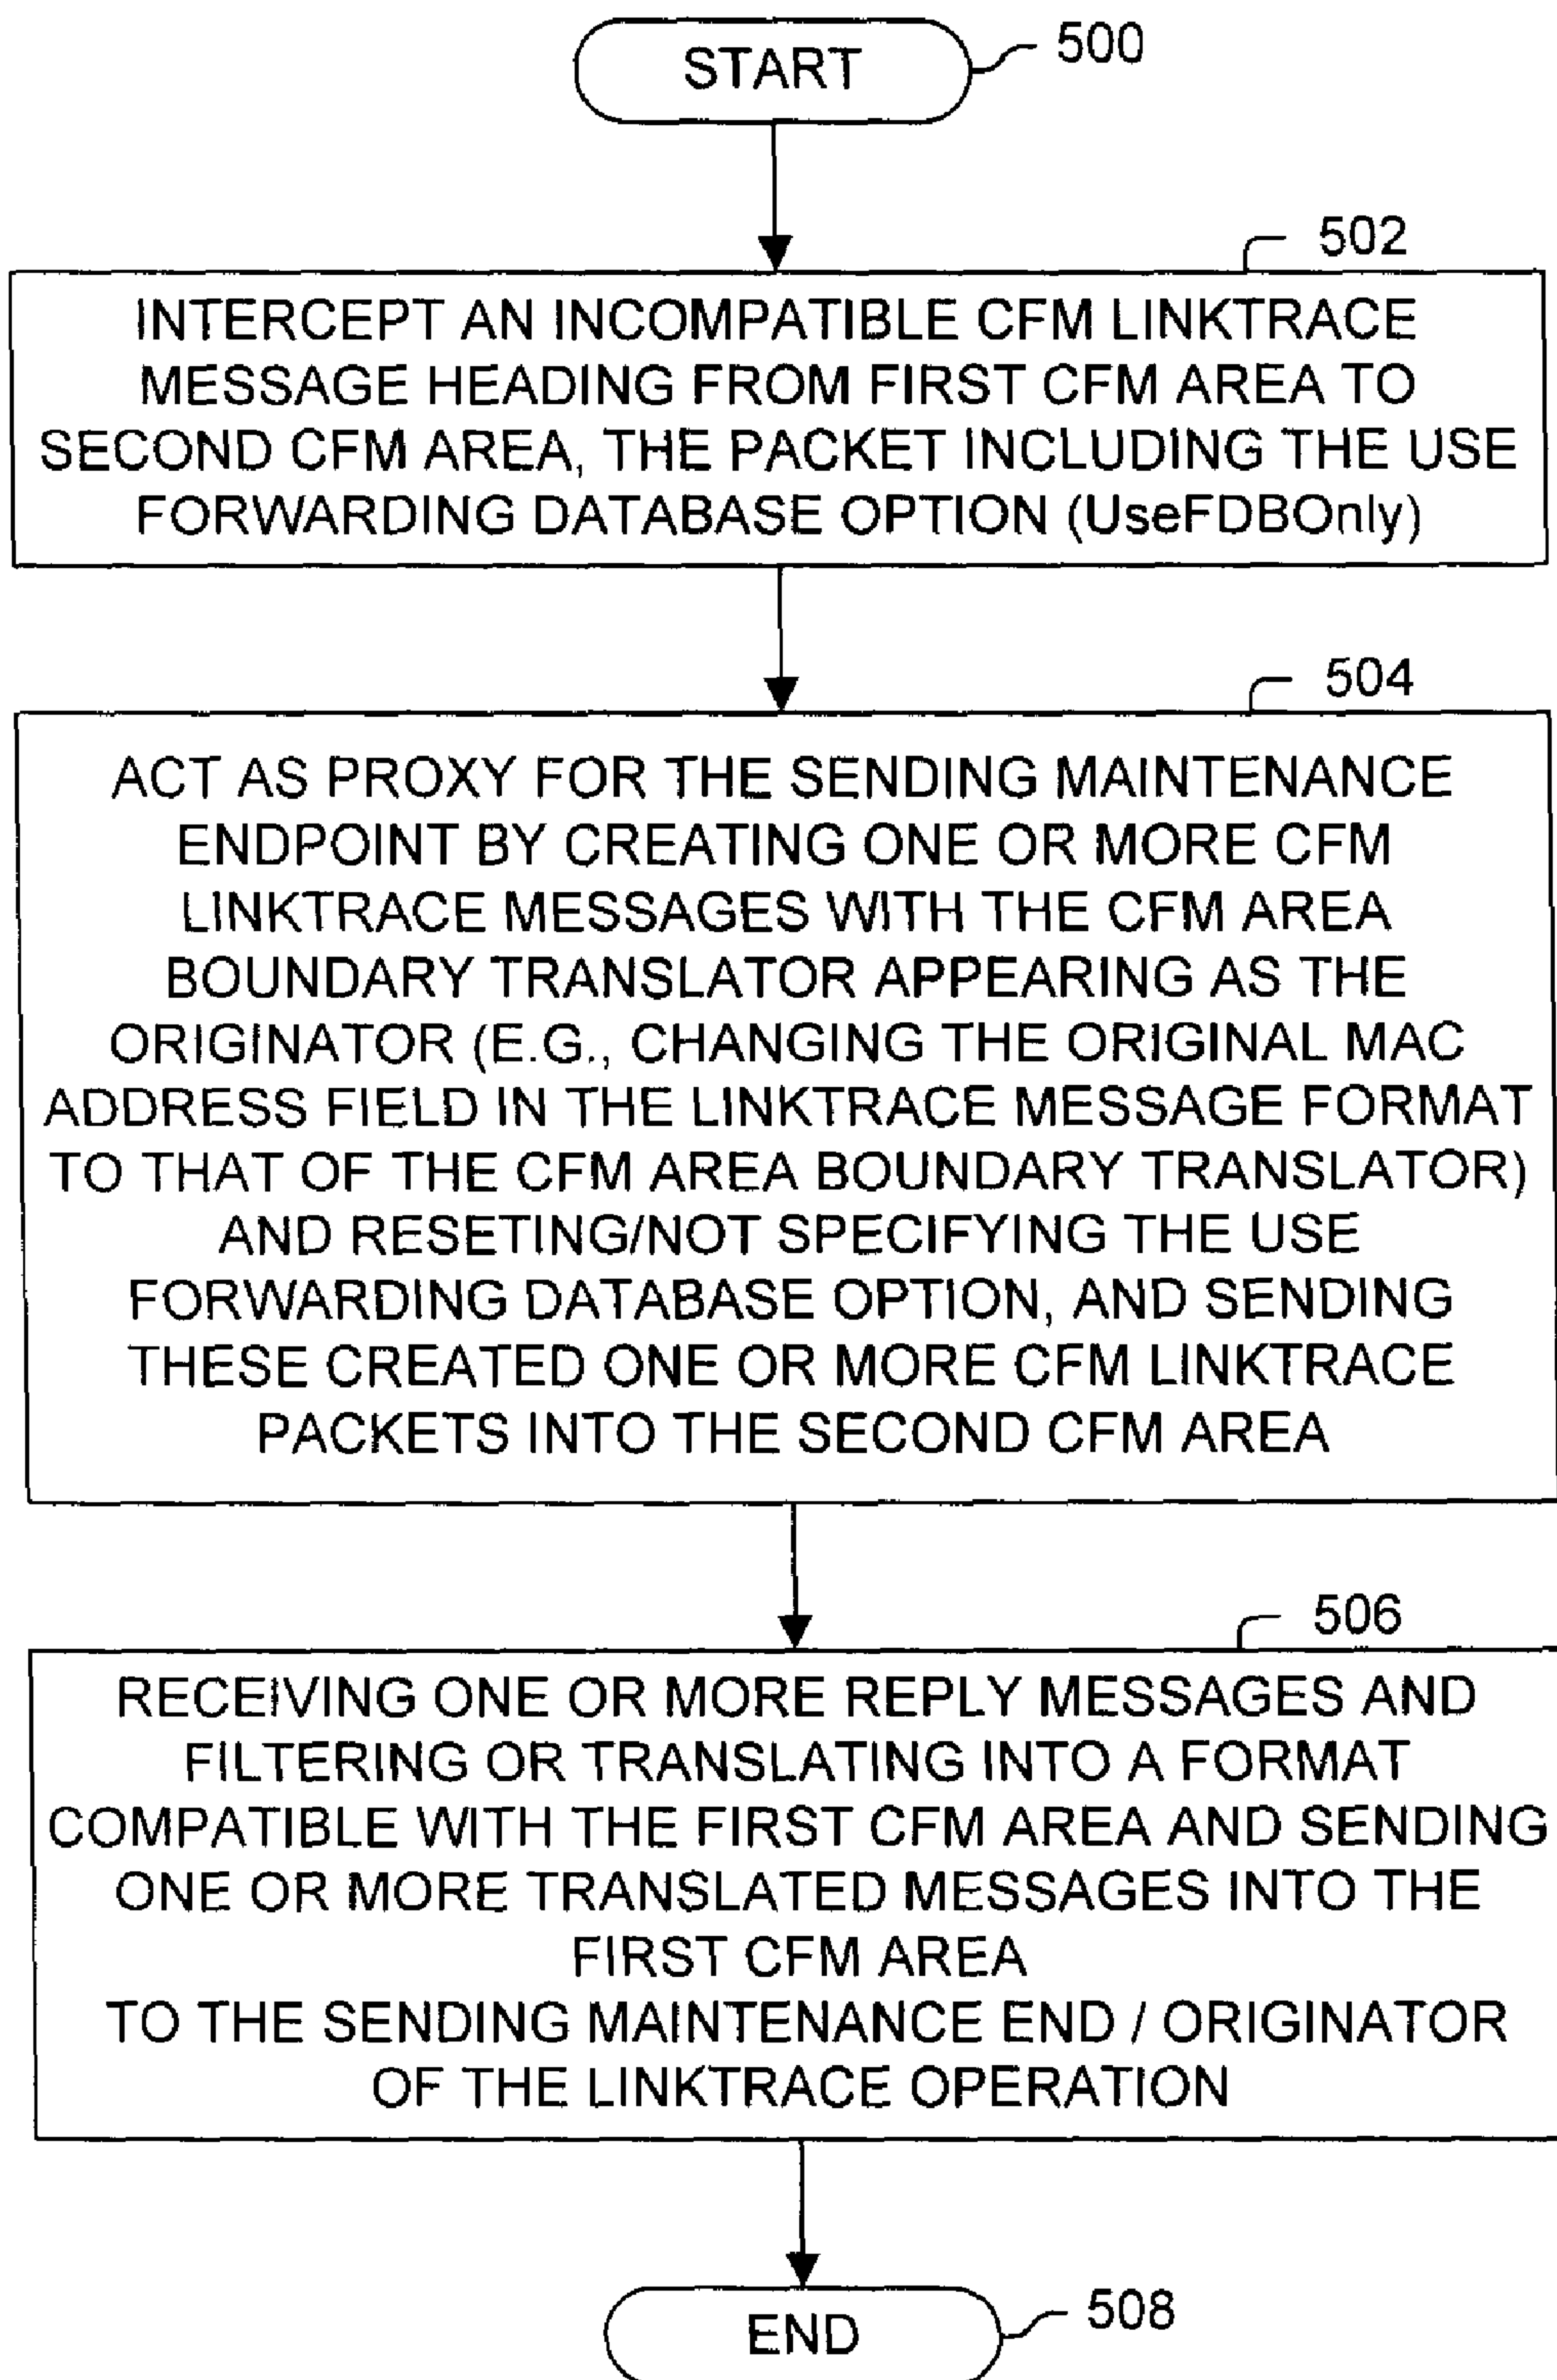 START
500
502
INTERCEPT AN INCOMPATIBLE CFM LINKTRACE
MESSAGE HEADING FROM FIRST CFM AREA TO
SECOND CFM AREA, THE PACKET INCLUDING THE USE
FORWARDING DATABASE OPTION (UseFDBOnly)
504
ACT AS PROXY FOR THE SENDING MAINTENANCE
ENDPOINT BY CREATING ONE OR MORE CFM
LINKTRACE MESSAGES WITH THE CFM AREA
BOUNDARY TRANSLATOR APPEARING AS THE
ORIGINATOR (E.G., CHANGING THE ORIGINAL MAC
ADDRESS FIELD IN THE LINKTRACE MESSAGE FORMAT
TO THAT OF THE CFM AREA BOUNDARY TRANSLATOR)
AND RESETING/NOT SPECIFYING THE USE
FORWARDING DATABASE OPTION, AND SENDING
THESE CREATED ONE OR MORE CFM LINKTRACE
PACKETS INTO THE SECOND CFM AREA
506
RECEIVING ONE OR MORE REPLY MESSAGES AND
FILTERING OR TRANSLATING INTO A FORMAT
COMPATIBLE WITH THE FIRST CFM AREA AND SENDING
ONE OR MORE TRANSLATED MESSAGES INTO THE
FIRST CFM AREA
TO THE SENDING MAINTENANCE END / ORIGINATOR
OF THE LINKTRACE OPERATION
END
508